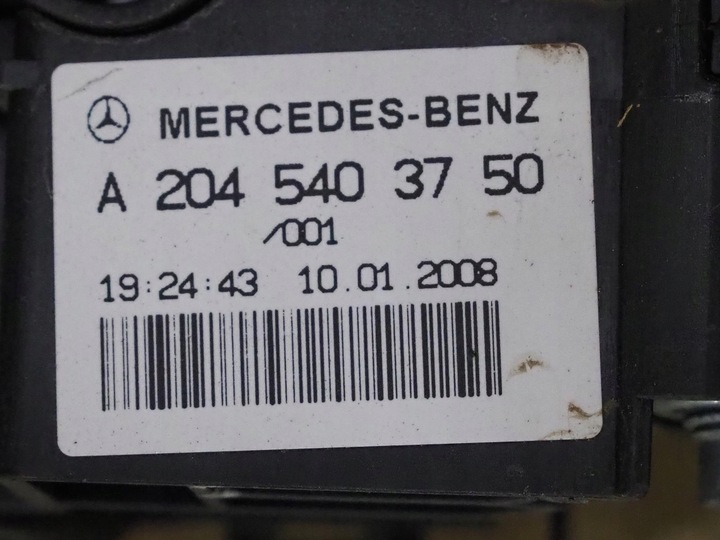 MERCEDES-BENZ
A 204 540 37 50
/001
19:24:43 10.01.2008